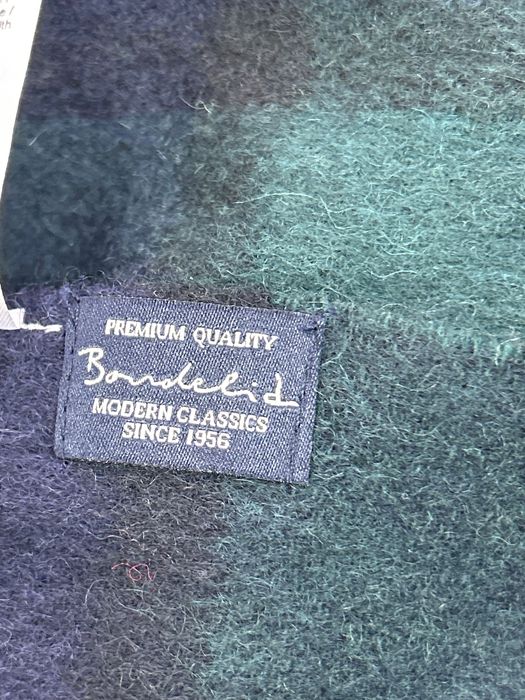 PREMIUM QUALITY
Bondelid
MODERN CLASSICS
SINCE 1956